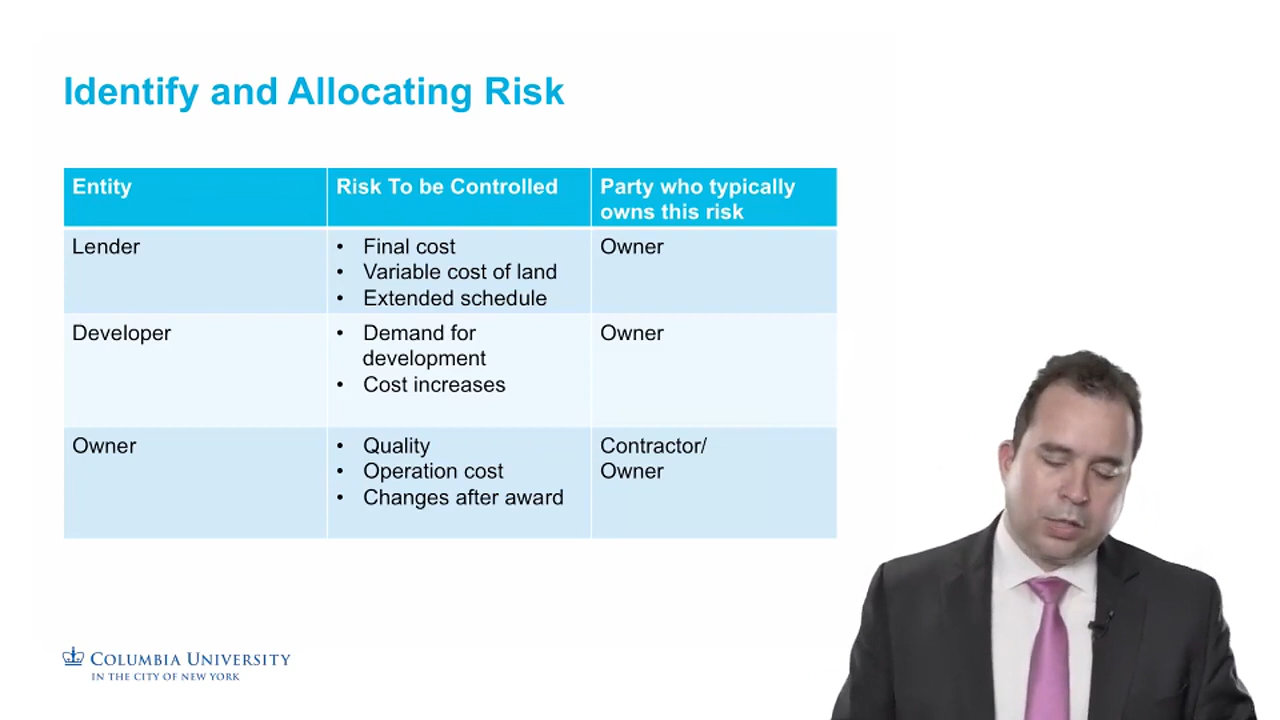 Identify and Allocating Risk
Entity
Risk To be Controlled
Party who typically
owns this risk
Lender
• Final cost
• Variable cost of land
• Extended schedule
Owner
Developer
• Demand for
development
• Cost increases
Owner
Owner
• Quality
• Operation cost
• Changes after award
Contractor/
Owner
COLUMBIA UNIVERSITY
IN THE CITY OF NEW YORK